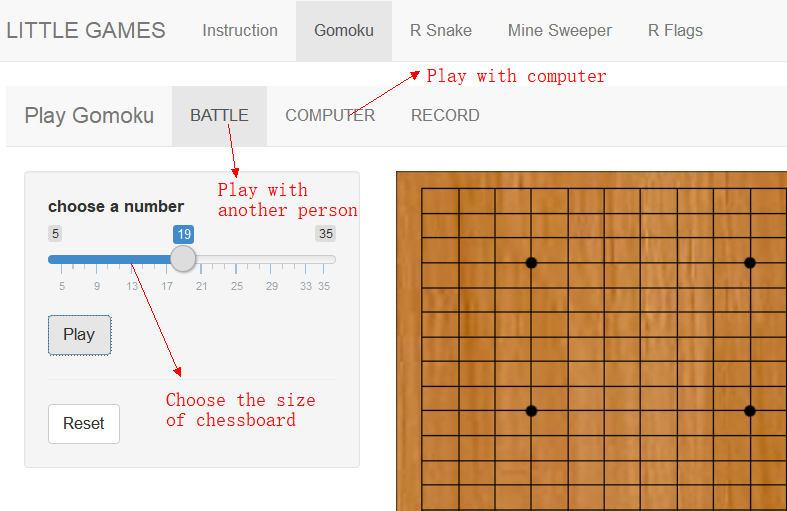 LITTLE GAMES Instruction Gomoku R Snake Mine Sweeper R Flags
Play with computer
Play Gomoku BATTLE COMPUTER RECORD
Play with
another person
choose a number
5 19 35
5 9 13 17 21 25 29 33 35
Play
Choose the size
of chessboard
Reset